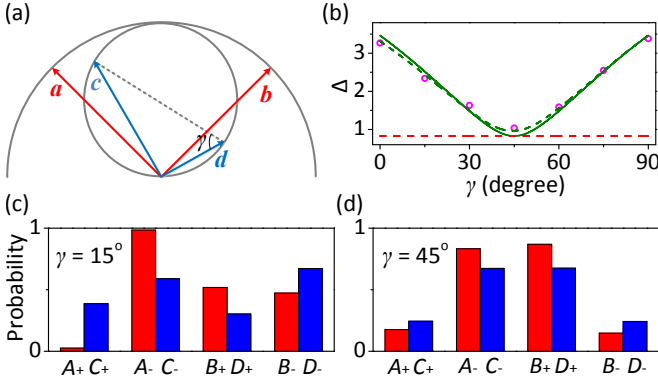 (a)
a
c
b
γ
d
(b)
3
2
1
Δ
0
30
60
90
γ (degree)
(c)
1
0
Probability
γ = 15°
A+ C+
A- C-
B+ D+
B- D-
(d)
1
0
γ = 45°
A+ C+
A- C-
B+ D+
B- D-